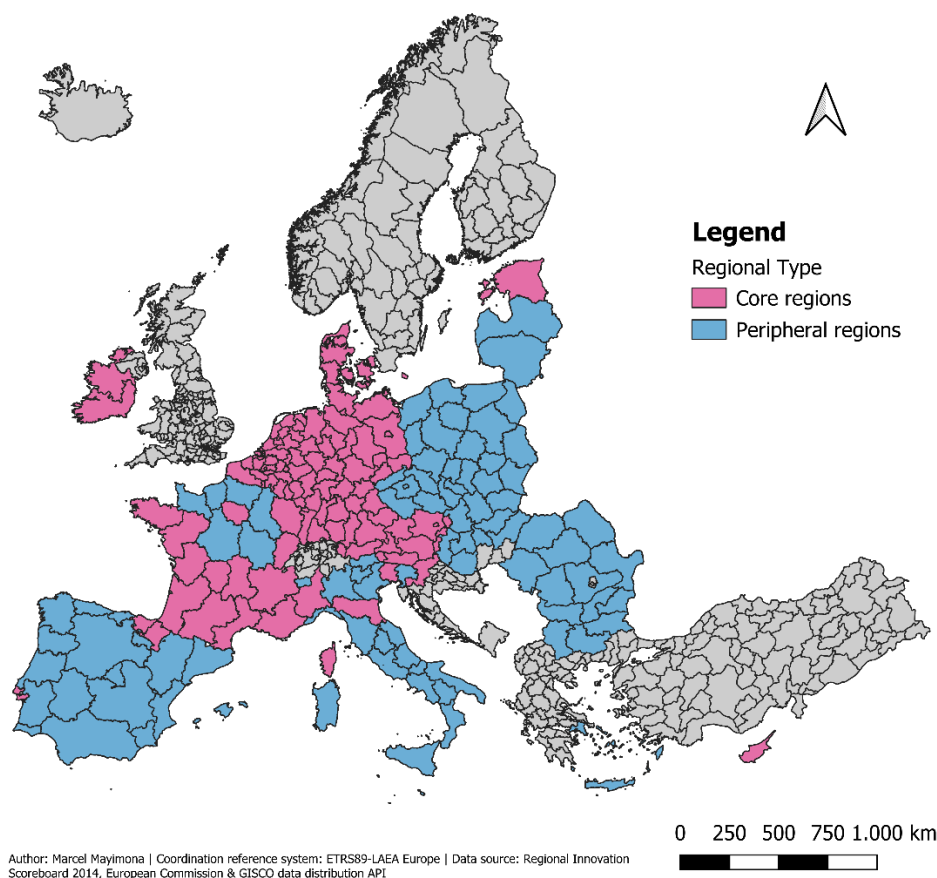 Legend
Regional Type
Core regions
Peripheral regions
0 250 500 750 1.000 km
Author: Marcel Mayimona | Coordination reference system: ETRS89-LAEA Europe | Data source: Regional Innovation
Scoreboard 2014, European Commission & GISCO data distribution API